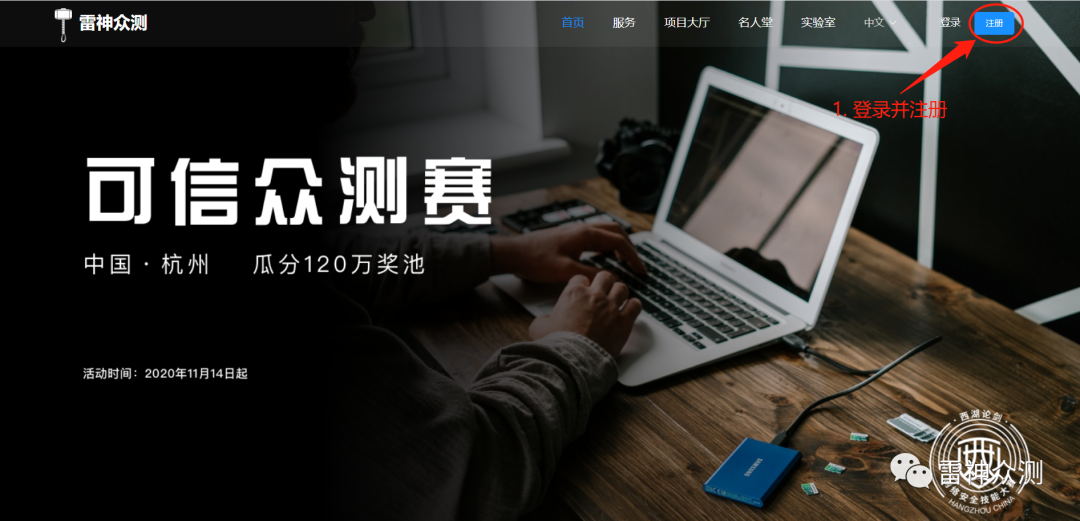 雷神众测
首页 服务 项目大厅 名人堂 实验室 中文 登录 注册
1. 登录并注册
可信众测赛
中国·杭州 瓜分120万奖池
活动时间：2020年11月14日起
SAMSUNG
·西湖论剑·
网络安全技能大赛
HANGZHOU CHINA
雷神众测